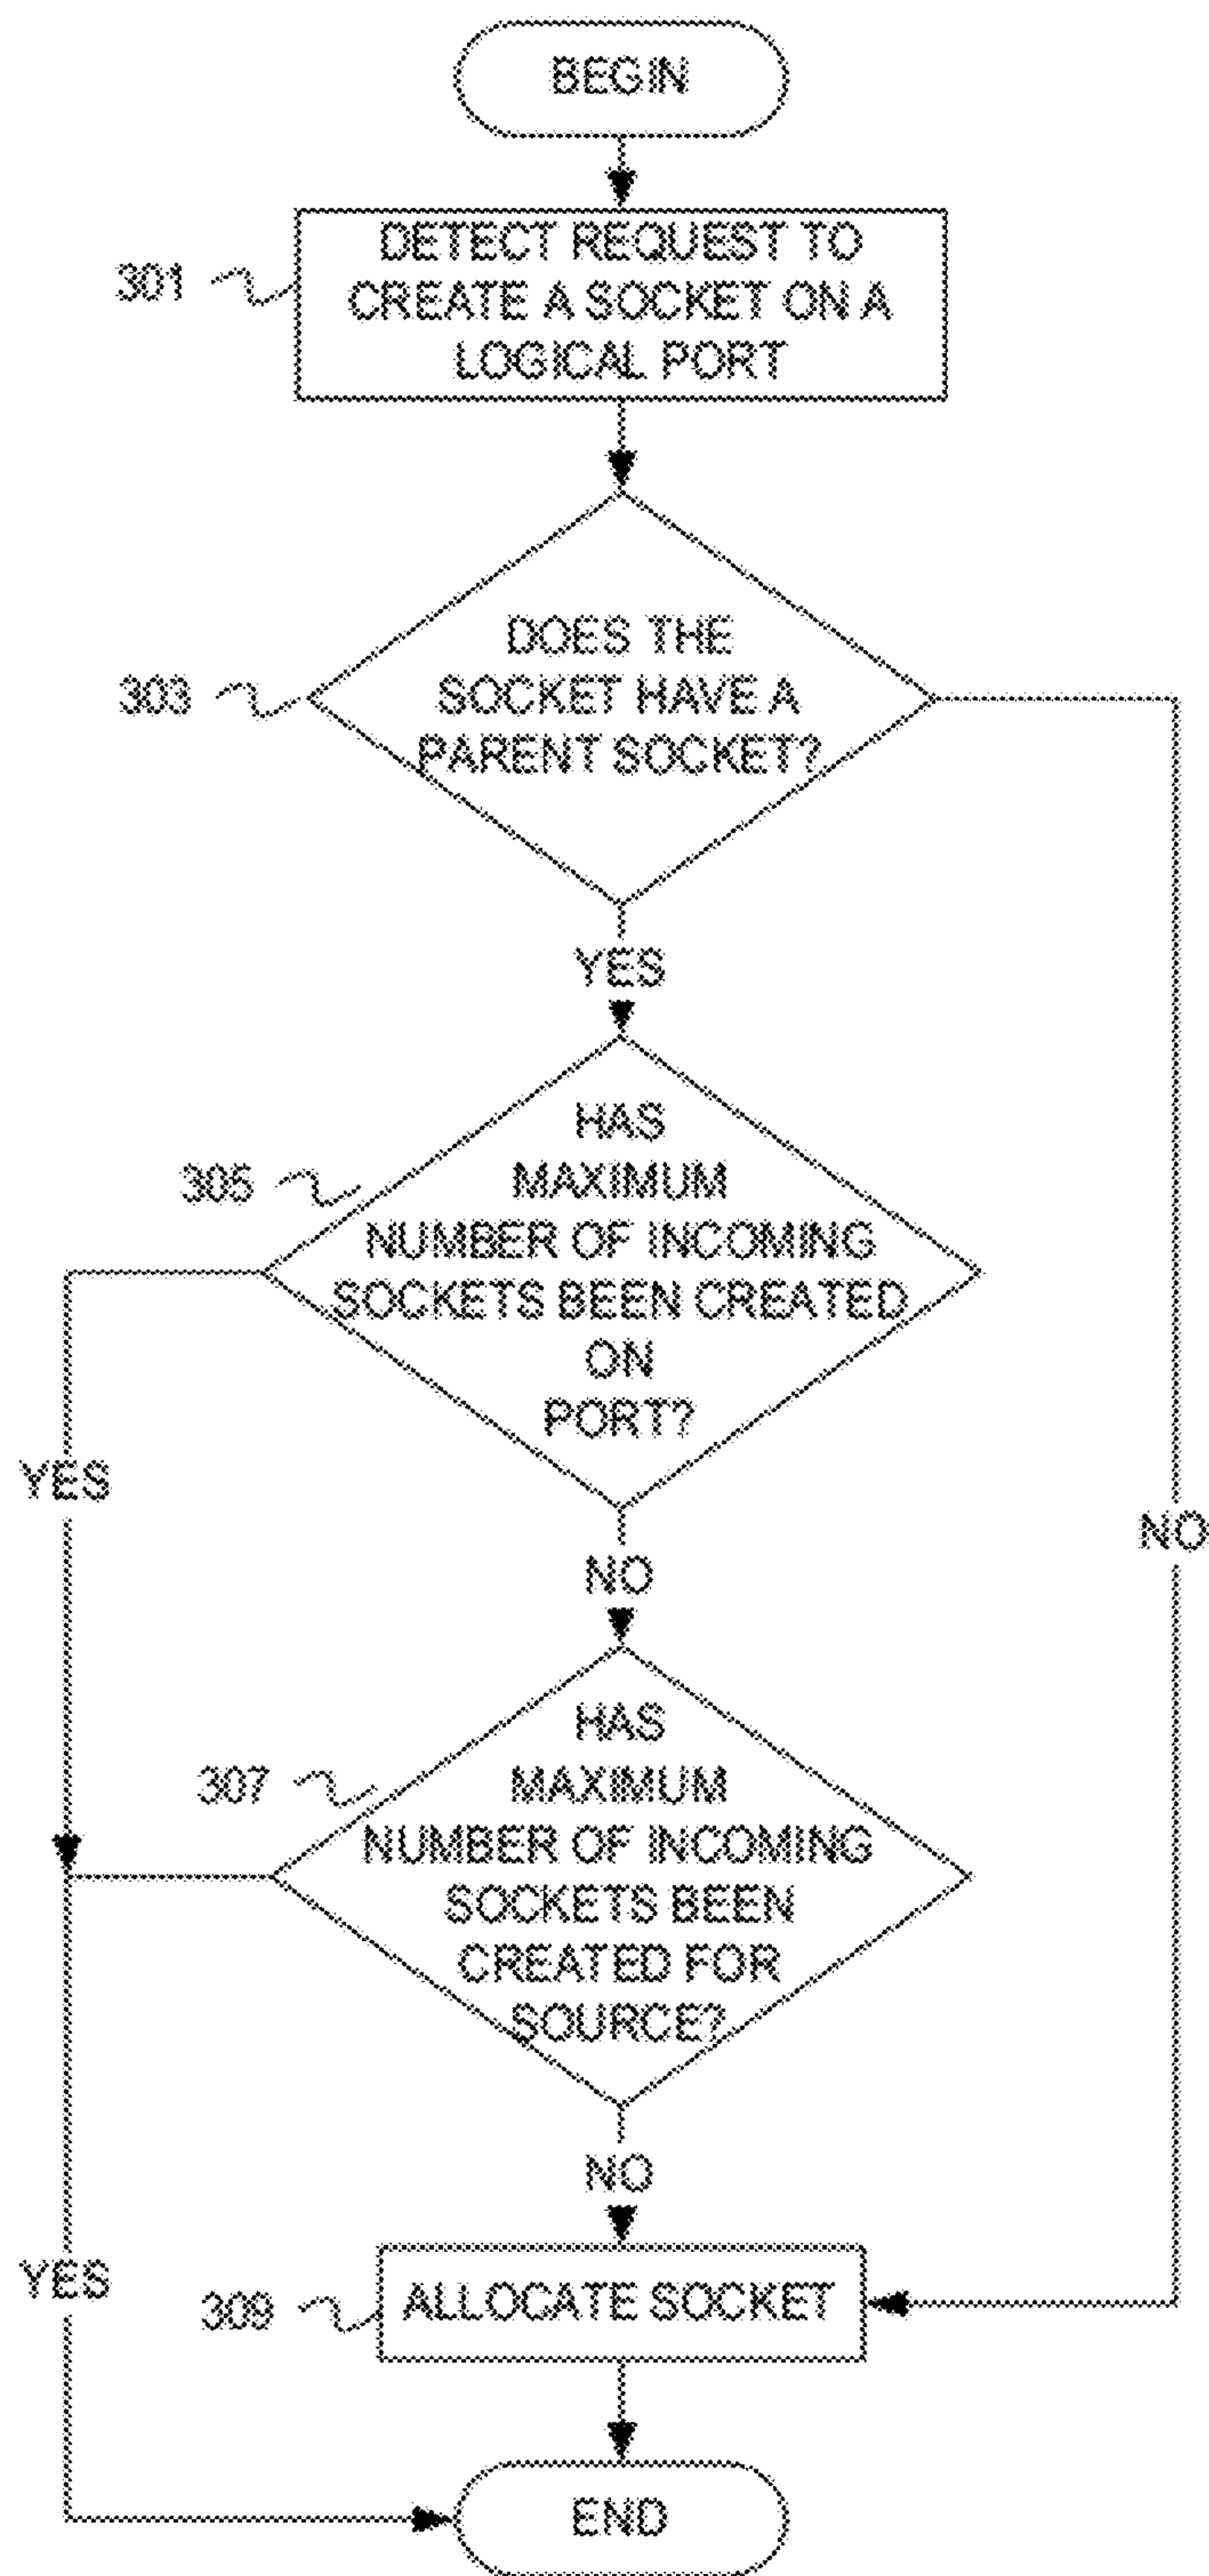 BEGIN
301
DETECT REQUEST TO
CREATE A SOCKET ON A
LOGICAL PORT
303
DOES THE
SOCKET HAVE A
PARENT SOCKET?
YES
305
HAS
MAXIMUM
NUMBER OF INCOMING
SOCKETS BEEN CREATED
ON
PORT?
YES
NO
NO
307
HAS
MAXIMUM
NUMBER OF INCOMING
SOCKETS BEEN
CREATED FOR
SOURCE?
NO
YES
309
ALLOCATE SOCKET
END